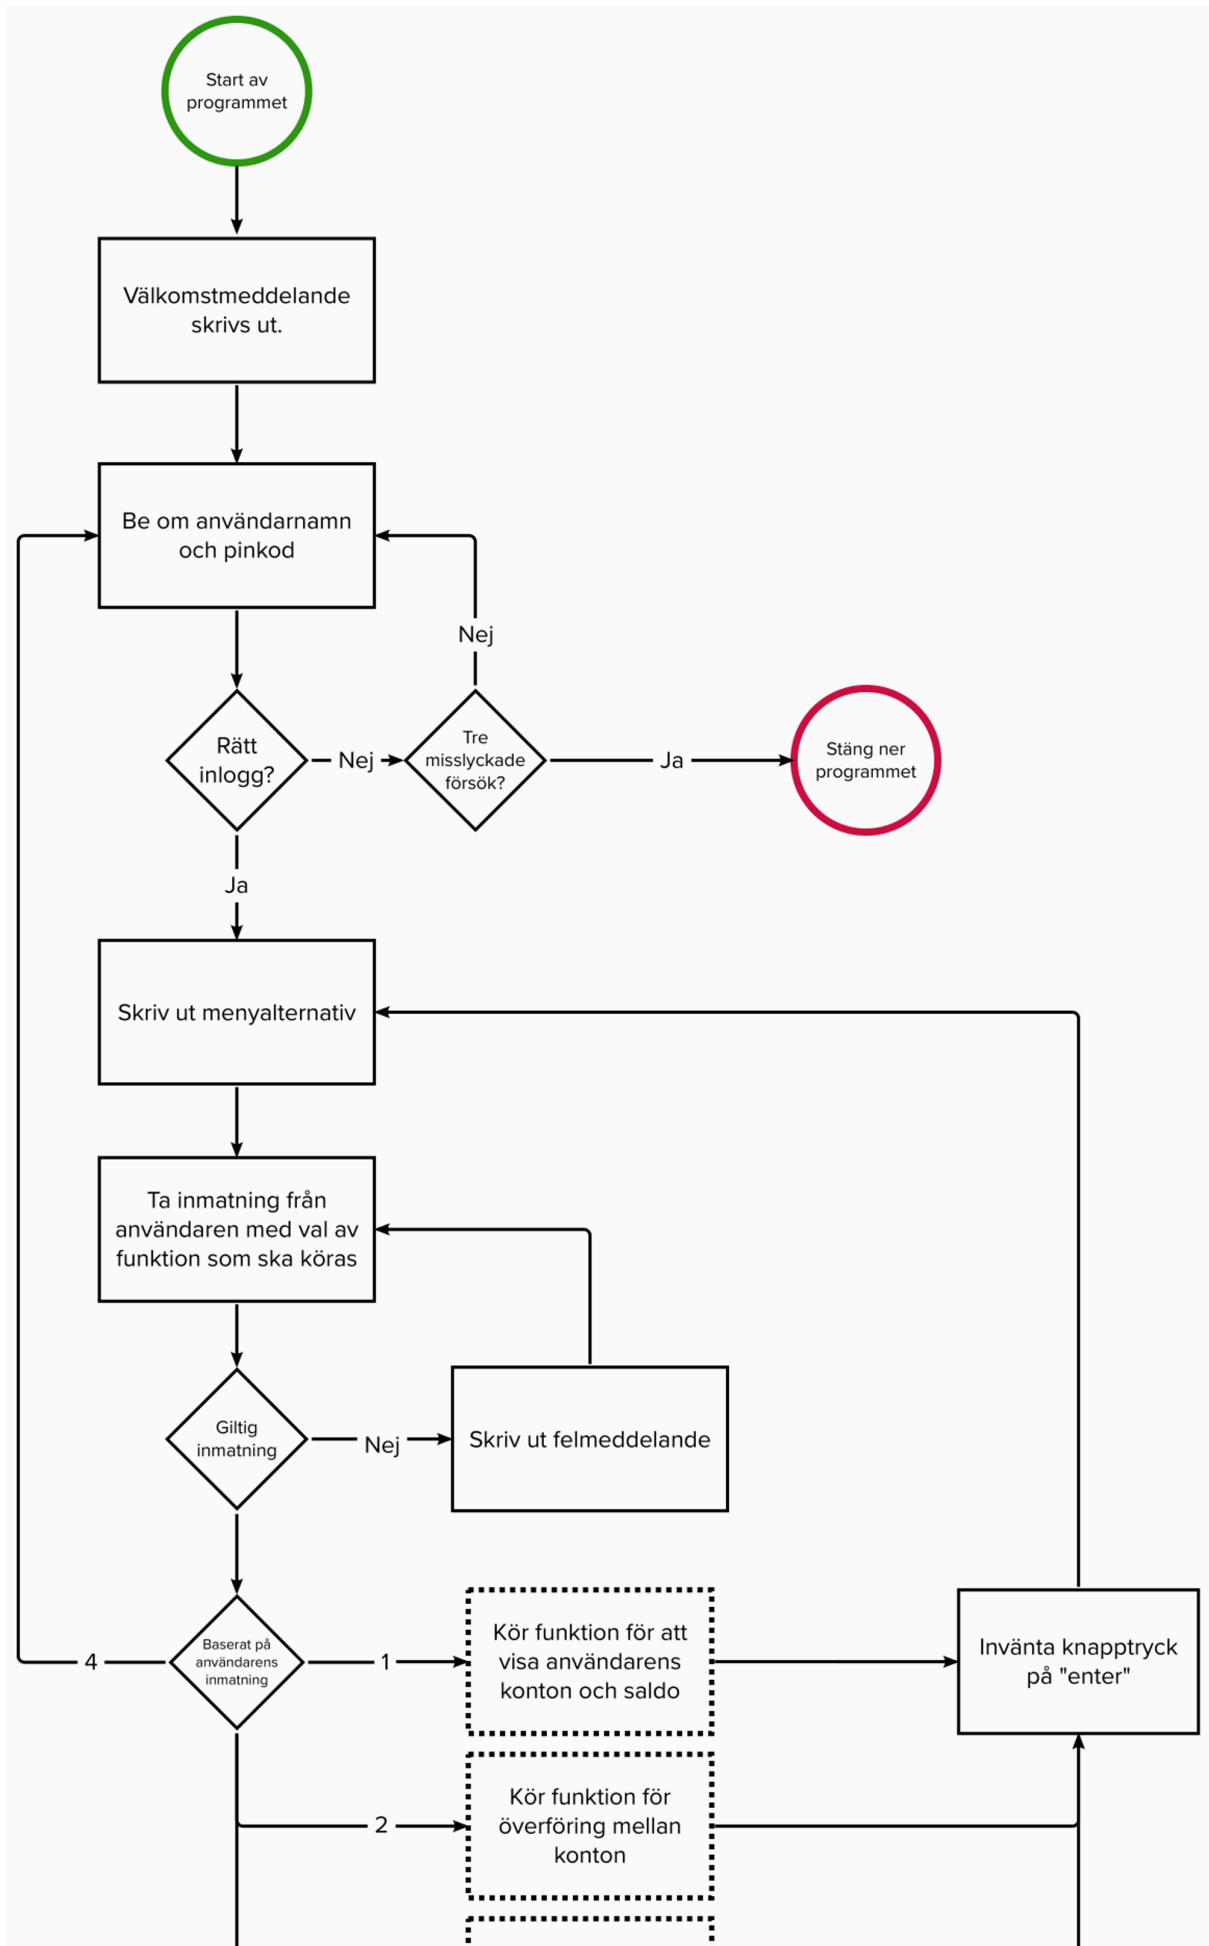 Start av
programmet
Välkomstmeddelande
skrivs ut.
Be om användarnamn
och pinkod
Nej
Rätt
inlogg?
Nej
Tre
misslyckade
försök?
Ja
Stäng ner
programmet
Ja
Skriv ut menyalternativ
Ta inmatning från
användaren med val av
funktion som ska köras
Giltig
inmatning
Nej
Skriv ut felmeddelande
4
Baserat på
användarens
inmatning
1
Kör funktion för att
visa användarens
konton och saldo
Invänta knapptryck
på "enter"
2
Kör funktion för
överföring mellan
konton